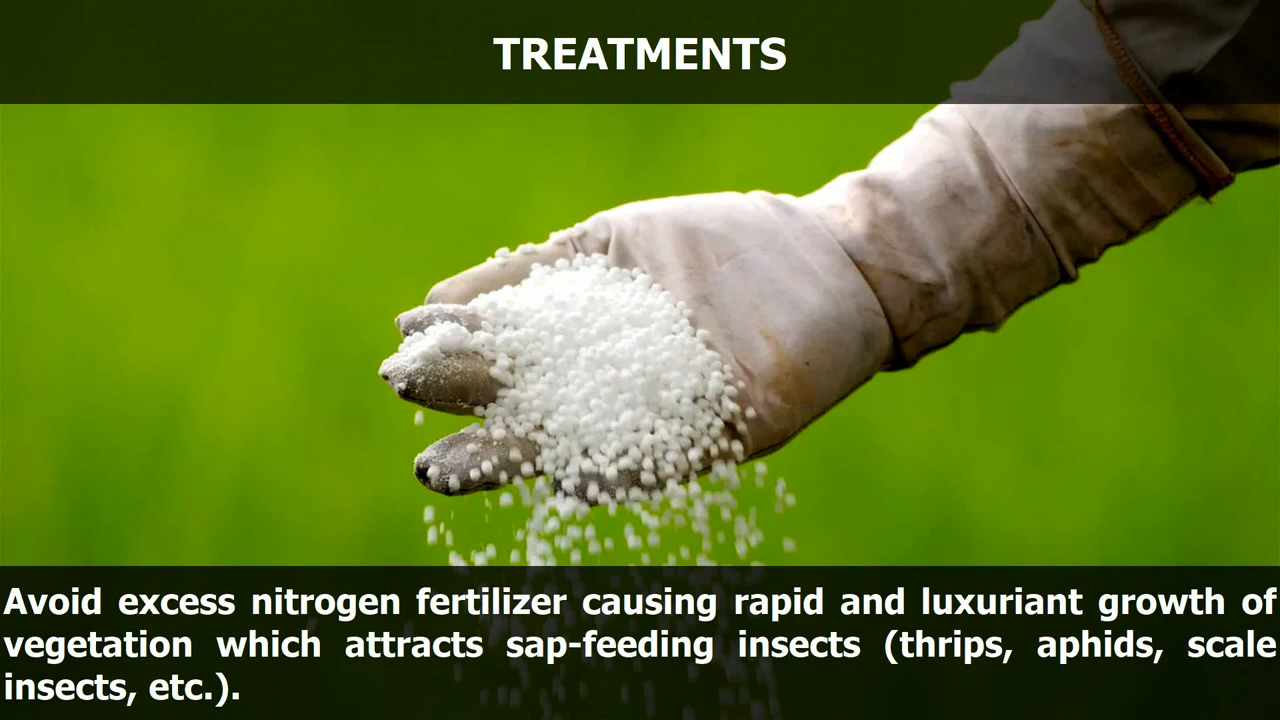 TREATMENTS
Avoid excess nitrogen fertilizer causing rapid and luxuriant growth of
vegetation which attracts sap-feeding insects (thrips, aphids, scale
insects, etc.).